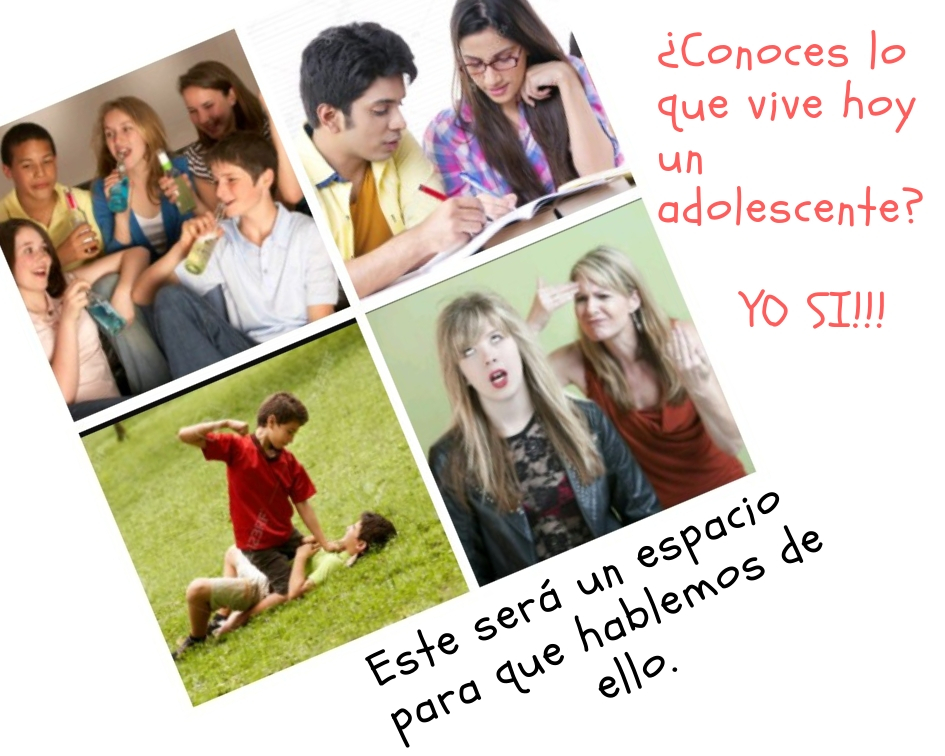 ¿Conoces lo
que vive hoy
un
adolescente?
YO SI!!!
Este será un espacio
para que hablemos de
ello.